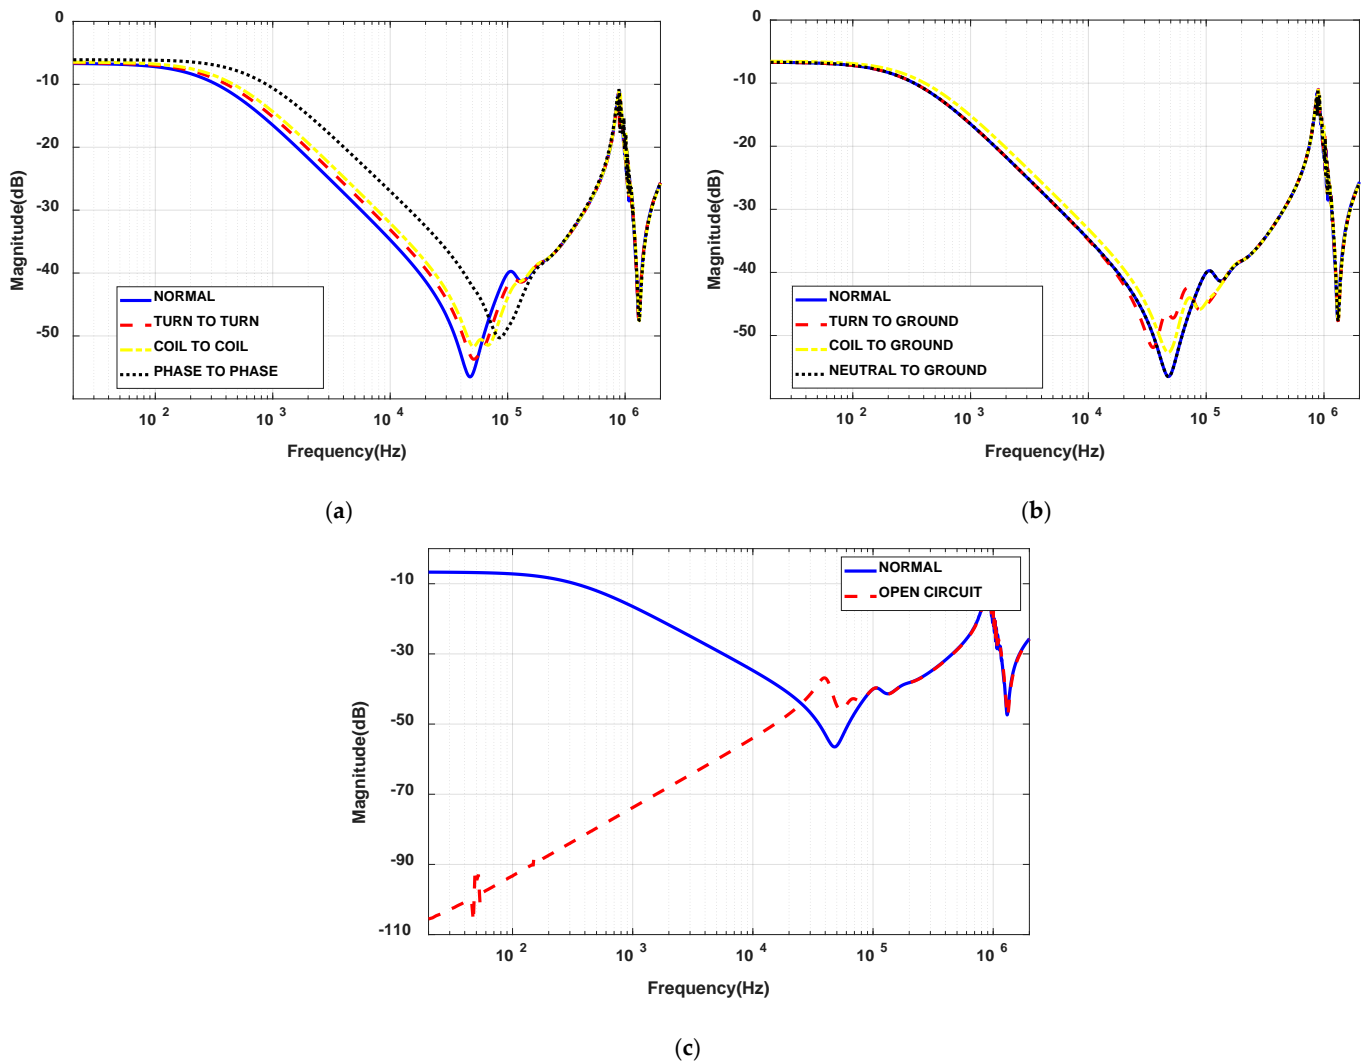 0
-10
-20
-30
-40
-50
Magnitude(dB)
NORMAL
TURN TO TURN
COIL TO COIL
PHASE TO PHASE
10 2 10 3 10 4 10 5 10 6
Frequency(Hz)
(a)
0
-10
-20
-30
-40
-50
Magnitude(dB)
NORMAL
TURN TO GROUND
COIL TO GROUND
NEUTRAL TO GROUND
10 2 10 3 10 4 10 5 10 6
Frequency(Hz)
(b)
-10
-30
-50
-70
-90
-110
Magnitude(dB)
NORMAL
OPEN CIRCUIT
10 2 10 3 10 4 10 5 10 6
Frequency(Hz)
(c)